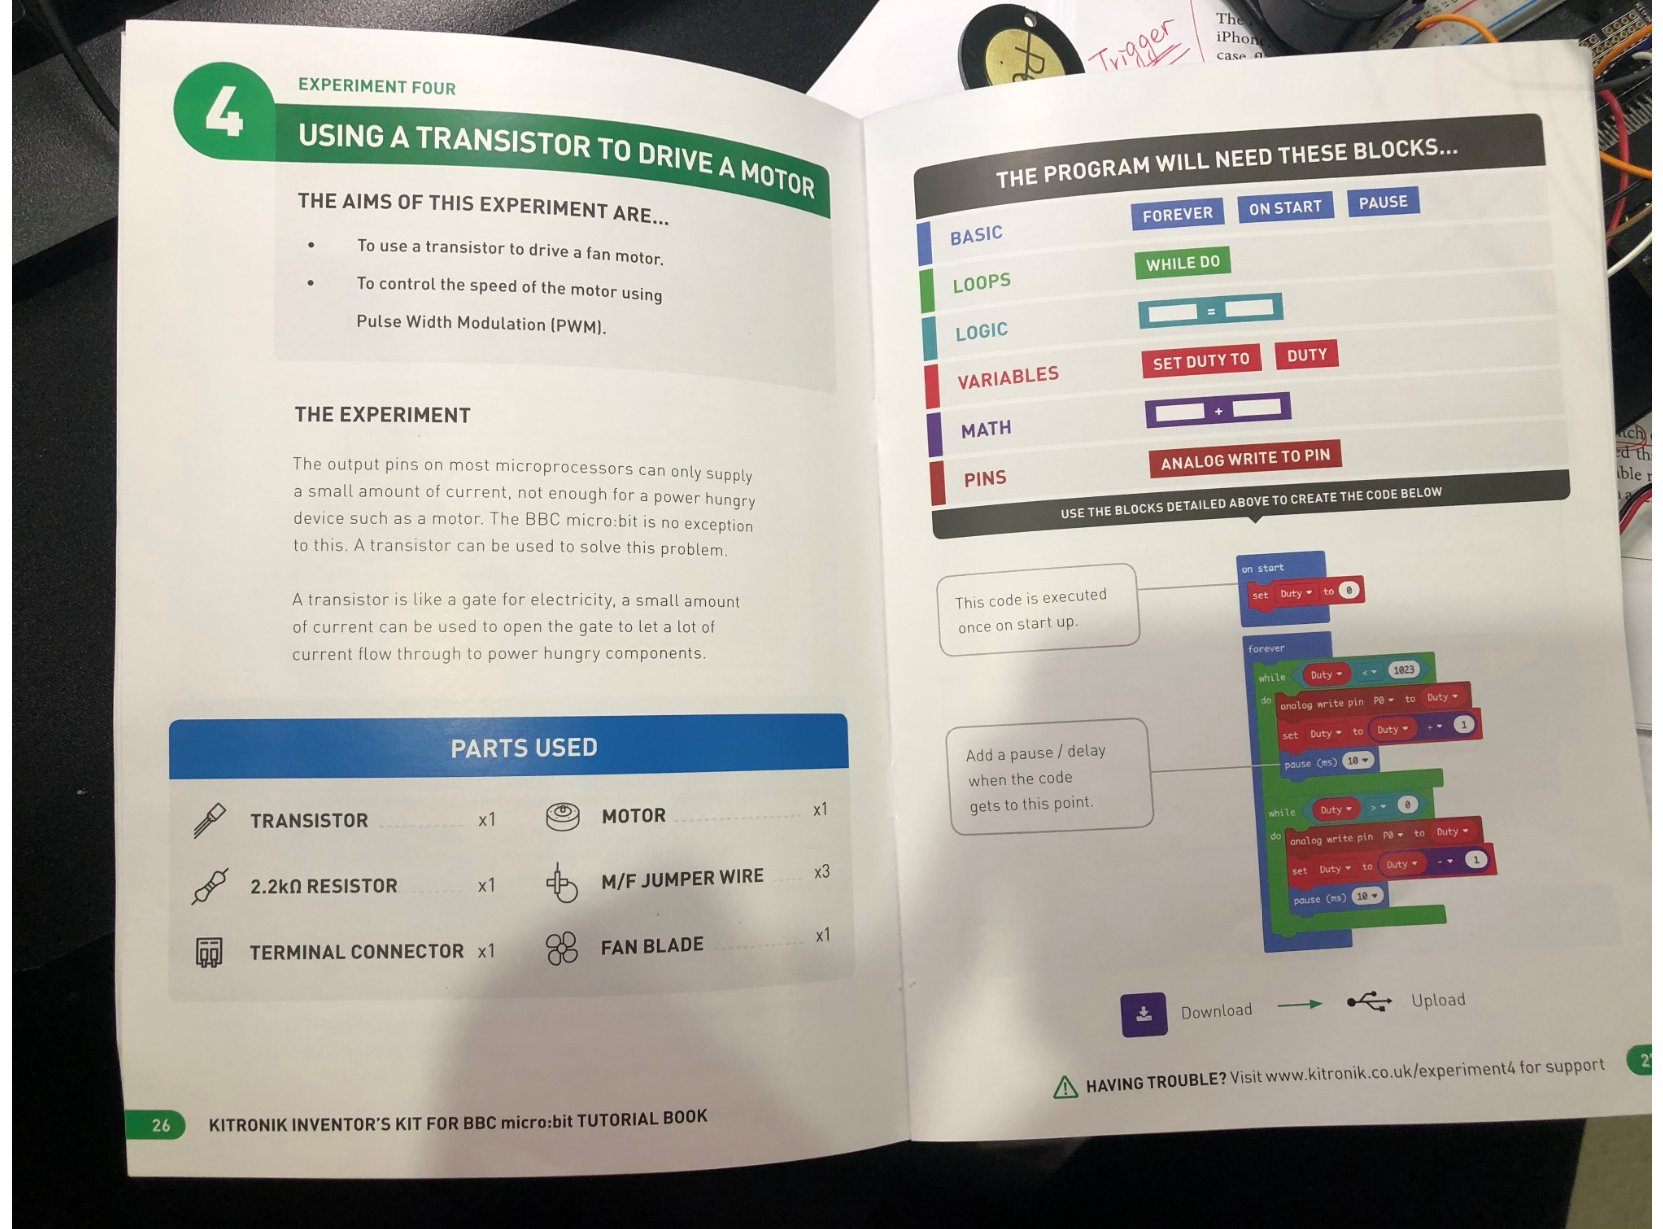 4
EXPERIMENT FOUR
USING A TRANSISTOR TO DRIVE A MOTOR
THE AIMS OF THIS EXPERIMENT ARE...
• To use a transistor to drive a fan motor.
• To control the speed of the motor using
Pulse Width Modulation (PWM).
THE EXPERIMENT
The output pins on most microprocessors can only supply
a small amount of current, not enough for a power hungry
device such as a motor. The BBC micro:bit is no exception
to this. A transistor can be used to solve this problem.
A transistor is like a gate for electricity, a small amount
of current can be used to open the gate to let a lot of
current flow through to power hungry components.
PARTS USED
TRANSISTOR x1
MOTOR x1
2.2kΩ RESISTOR x1
M/F JUMPER WIRE x3
TERMINAL CONNECTOR x1
FAN BLADE x1
26 KITRONIK INVENTOR'S KIT FOR BBC micro:bit TUTORIAL BOOK
Trigger
The
iPhone
case
THE PROGRAM WILL NEED THESE BLOCKS...
BASIC FOREVER ON START PAUSE
LOOPS WHILE DO
LOGIC =
VARIABLES SET DUTY TO DUTY
MATH +
PINS ANALOG WRITE TO PIN
USE THE BLOCKS DETAILED ABOVE TO CREATE THE CODE BELOW
This code is executed
once on start up.
on start
set Duty to 0
forever
while Duty < 1023
do analog write pin P0 to Duty
set Duty to Duty + 1
pause (ms) 10
Add a pause / delay
when the code
gets to this point.
while Duty > 0
do analog write pin P0 to Duty
set Duty to Duty - 1
pause (ms) 10
Download Upload
HAVING TROUBLE? Visit www.kitronik.co.uk/experiment4 for support